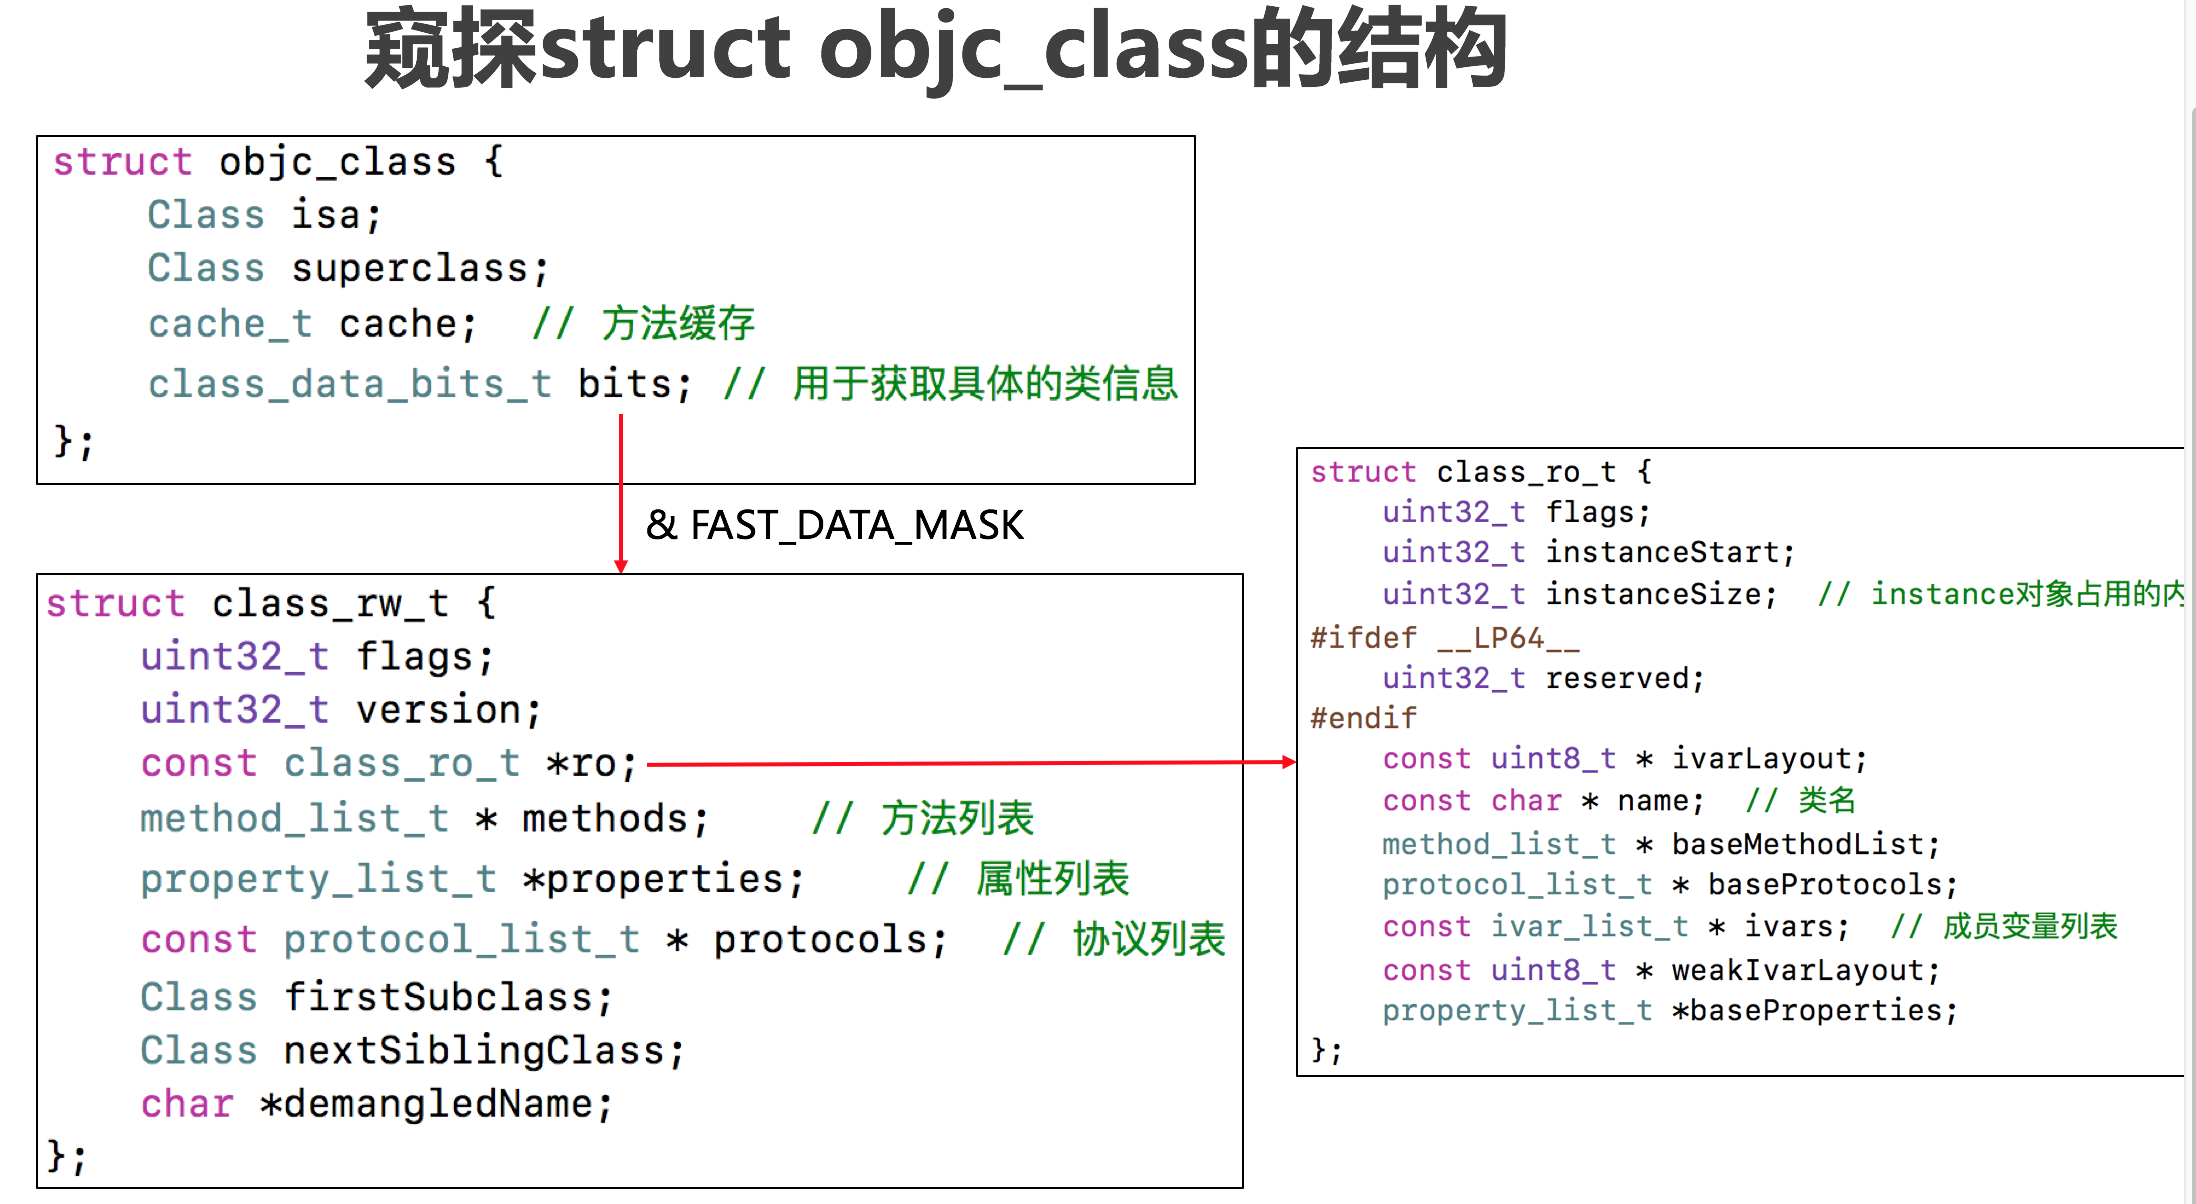 窥探struct objc_class的结构
struct objc_class {
    Class isa;
    Class superclass;
    cache_t cache;  // 方法缓存
    class_data_bits_t bits; // 用于获取具体的类信息
};
& FAST_DATA_MASK
struct class_rw_t {
    uint32_t flags;
    uint32_t version;
    const class_ro_t *ro;
    method_list_t * methods;    // 方法列表
    property_list_t *properties;    // 属性列表
    const protocol_list_t * protocols;  // 协议列表
    Class firstSubclass;
    Class nextSiblingClass;
    char *demangledName;
};
struct class_ro_t {
    uint32_t flags;
    uint32_t instanceStart;
    uint32_t instanceSize;  // instance对象占用的内
#ifdef __LP64__
    uint32_t reserved;
#endif
    const uint8_t * ivarLayout;
    const char * name;  // 类名
    method_list_t * baseMethodList;
    protocol_list_t * baseProtocols;
    const ivar_list_t * ivars;  // 成员变量列表
    const uint8_t * weakIvarLayout;
    property_list_t *baseProperties;
};